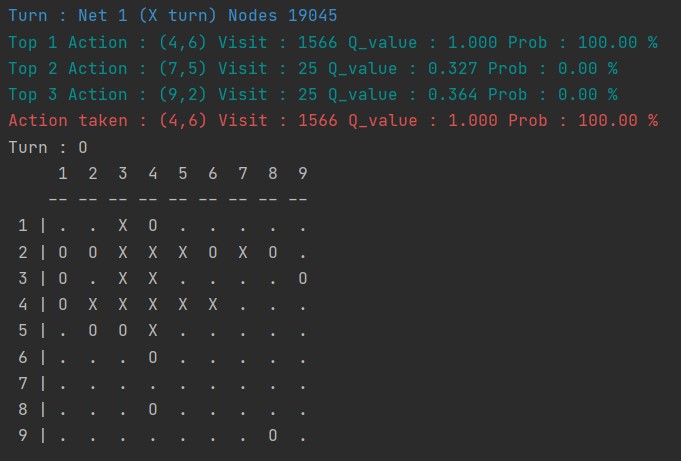 Turn : Net 1 (X turn) Nodes 19045
Top 1 Action : (4,6) Visit : 1566 Q_value : 1.000 Prob : 100.00 %
Top 2 Action : (7,5) Visit : 25 Q_value : 0.327 Prob : 0.00 %
Top 3 Action : (9,2) Visit : 25 Q_value : 0.364 Prob : 0.00 %
Action taken : (4,6) Visit : 1566 Q_value : 1.000 Prob : 100.00 %
Turn : O
     1  2  3  4  5  6  7  8  9
    -- -- -- -- -- -- -- -- --
 1 | .  .  X  O  .  .  .  .  .
 2 | O  O  X  X  X  O  X  O  .
 3 | O  .  X  X  .  .  .  .  O
 4 | O  X  X  X  X  X  .  .  .
 5 | .  O  O  X  .  .  .  .  .
 6 | .  .  .  O  .  .  .  .  .
 7 | .  .  .  .  .  .  .  .  .
 8 | .  .  .  O  .  .  .  .  .
 9 | .  .  .  .  .  .  .  O  .